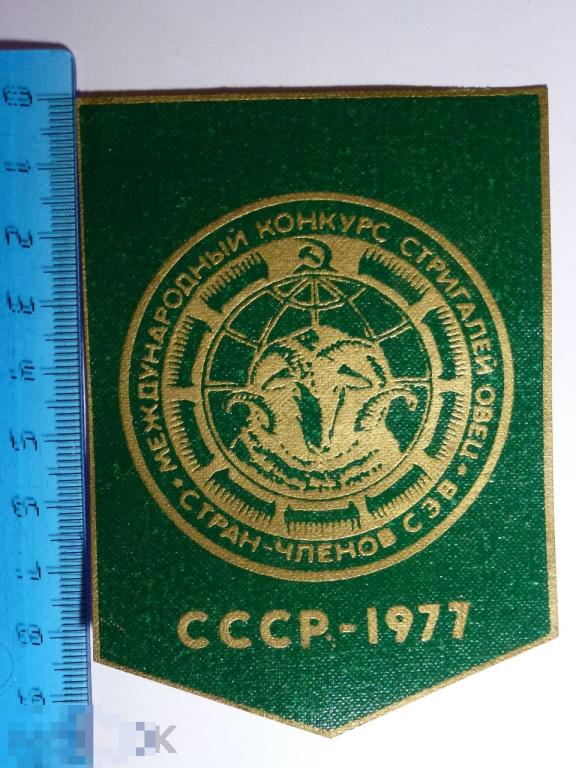 МЕЖДУНАРОДНЫЙ КОНКУРС СТРИГАЛЕЙ ОВЕЦ
• СТРАН-ЧЛЕНОВ СЭВ •
СССР-1977